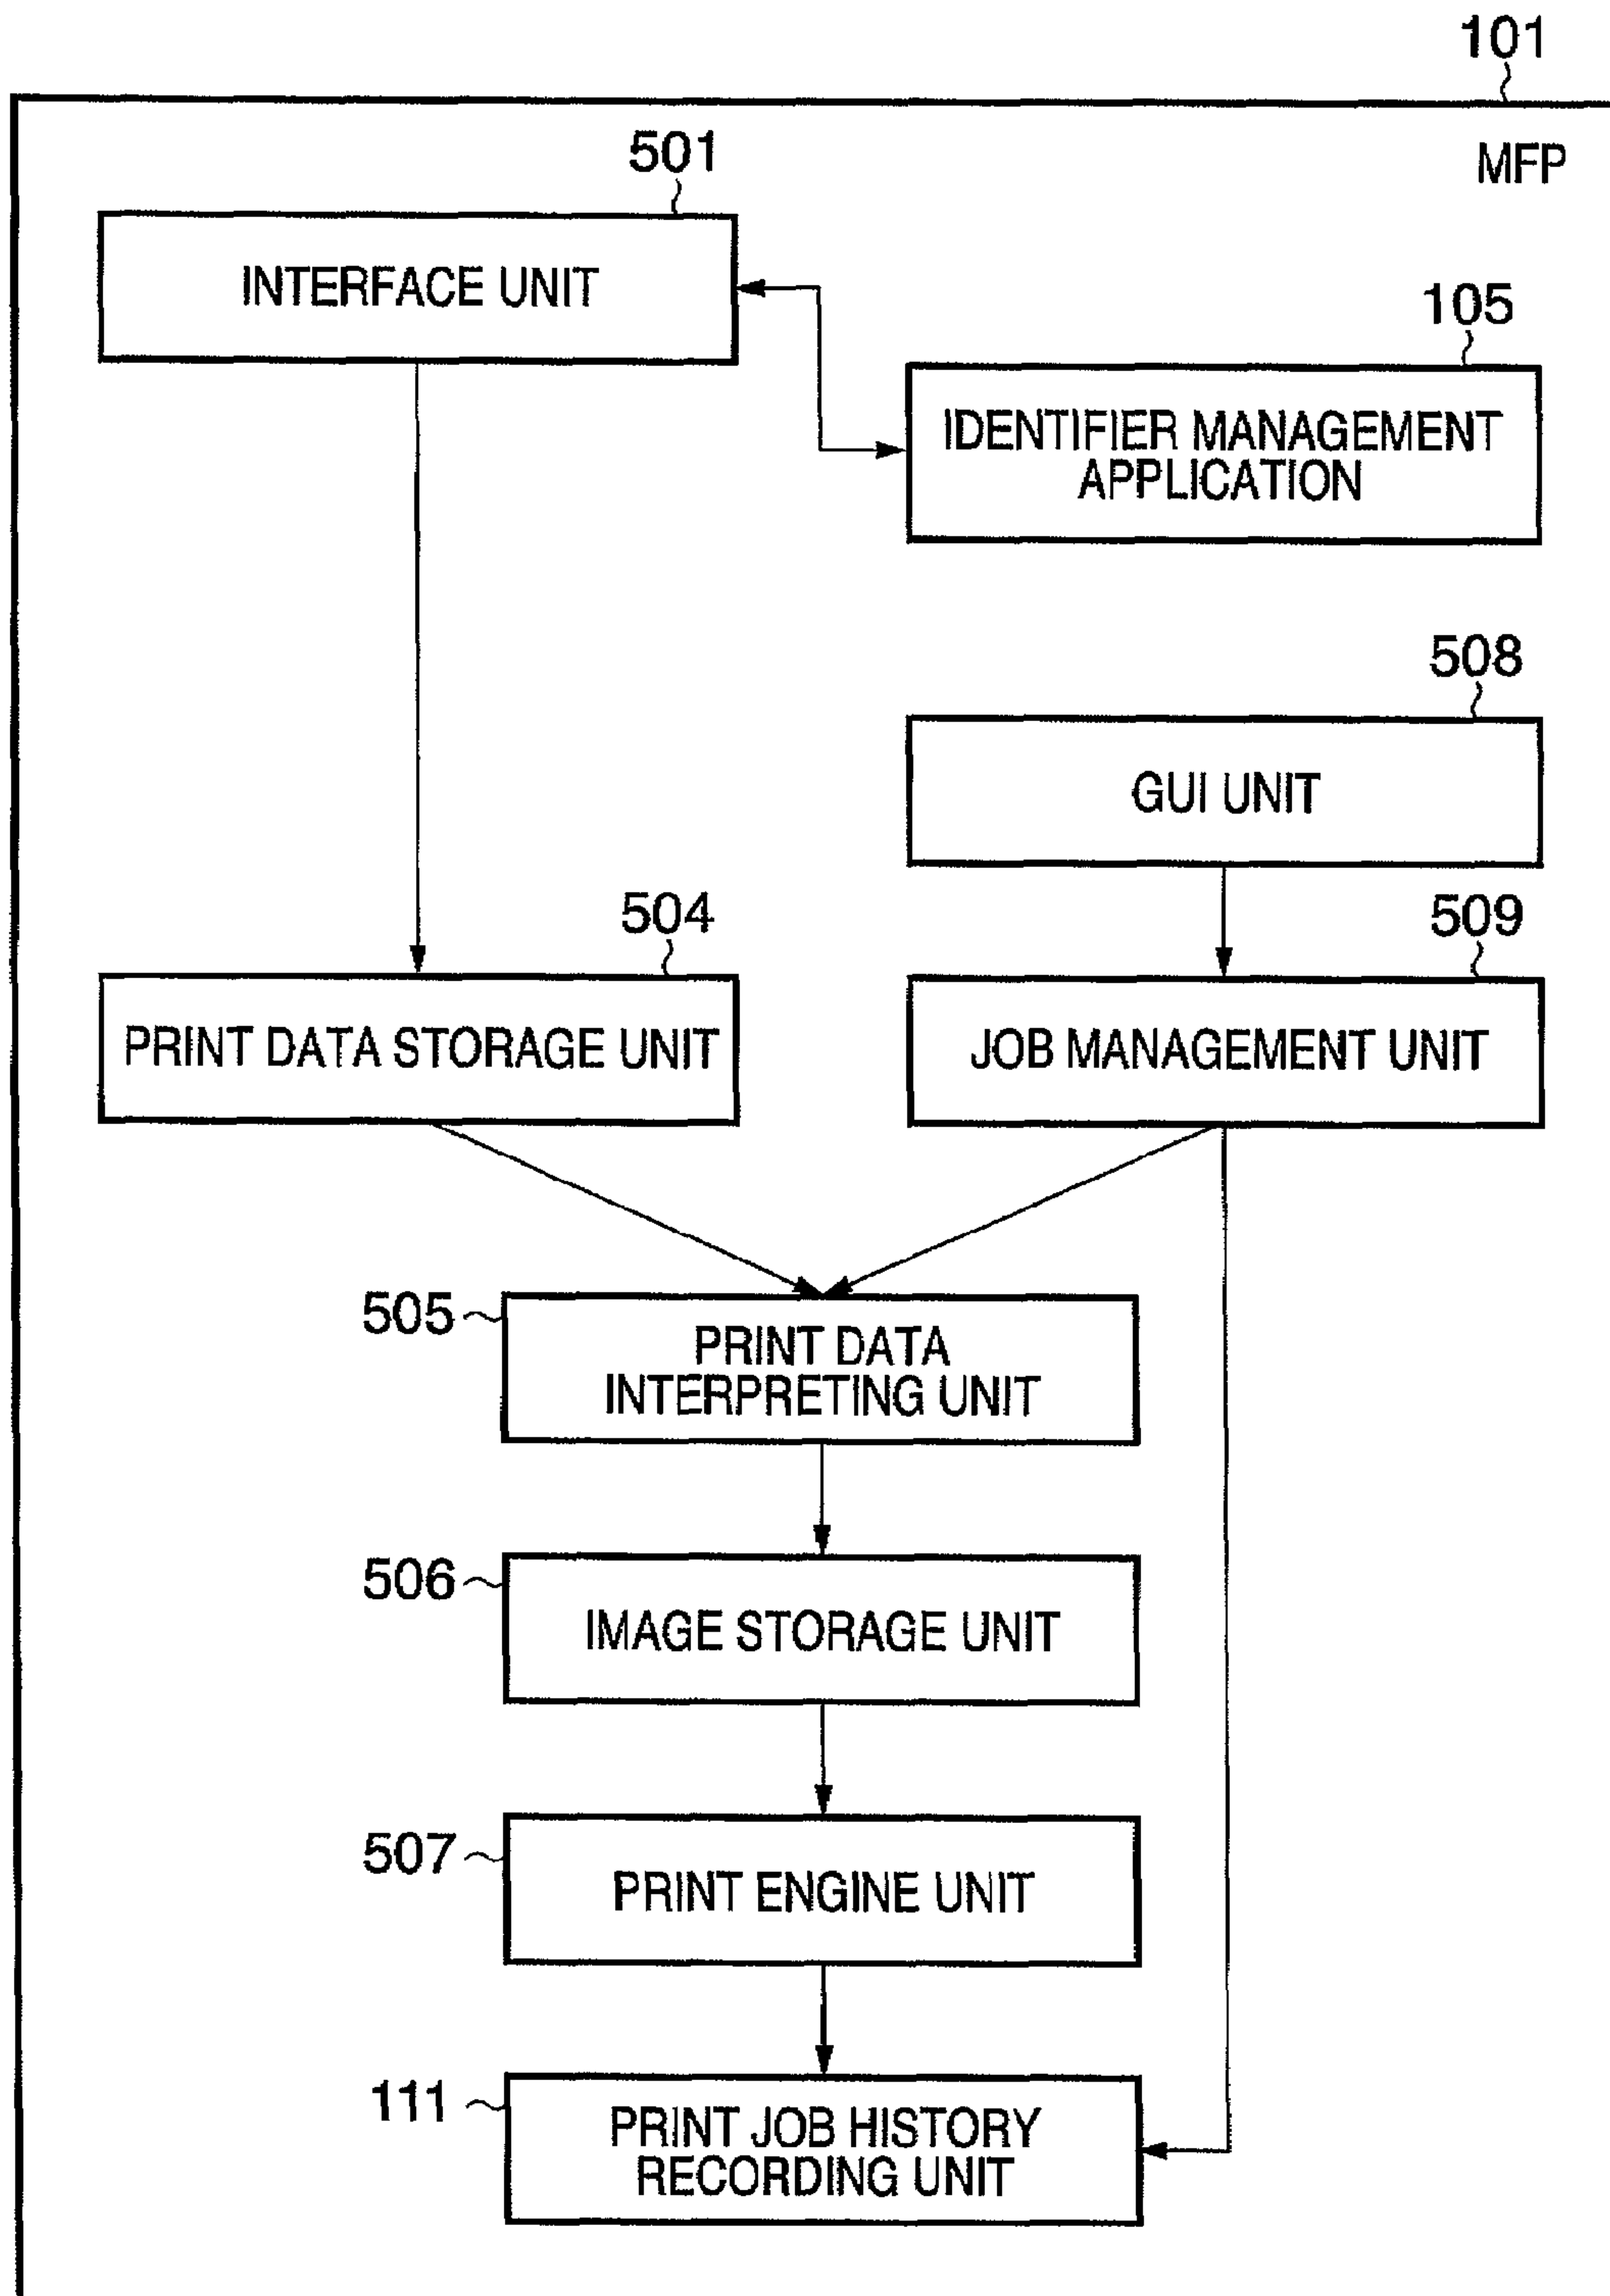 101
MFP
501
INTERFACE UNIT
105
IDENTIFIER MANAGEMENT
APPLICATION
508
GUI UNIT
504
PRINT DATA STORAGE UNIT
509
JOB MANAGEMENT UNIT
505
PRINT DATA
INTERPRETING UNIT
506
IMAGE STORAGE UNIT
507
PRINT ENGINE UNIT
111
PRINT JOB HISTORY
RECORDING UNIT